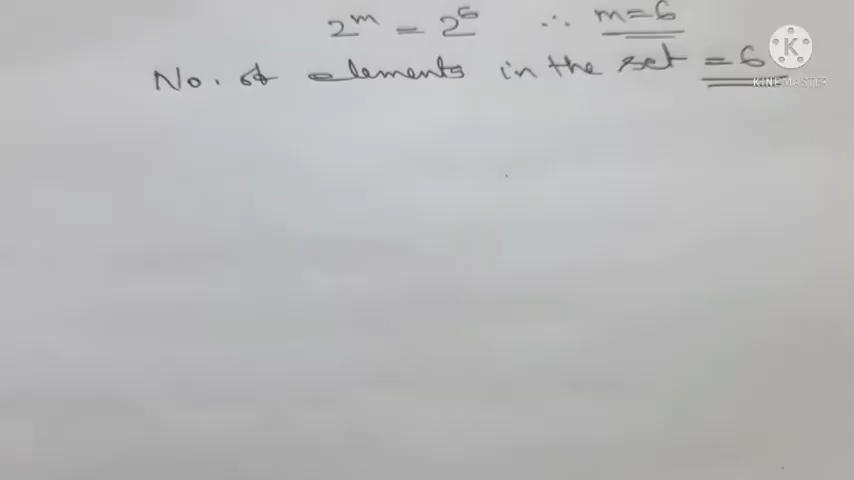 2^m = 2^6 ∴ m=6
No. of elements in the set = 6
KINEMASTER